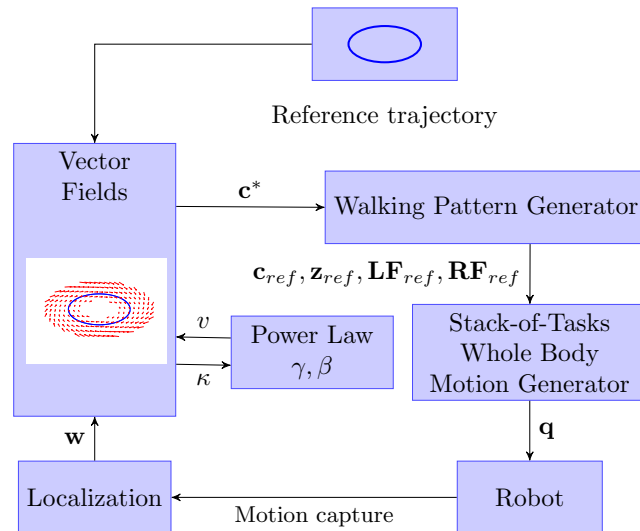 Reference trajectory
Vector
Fields
c*
Walking Pattern Generator
c_ref, z_ref, LF_ref, RF_ref
Stack-of-Tasks
Whole Body
Motion Generator
v
Power Law
γ, β
κ
w
q
Localization
Motion capture
Robot